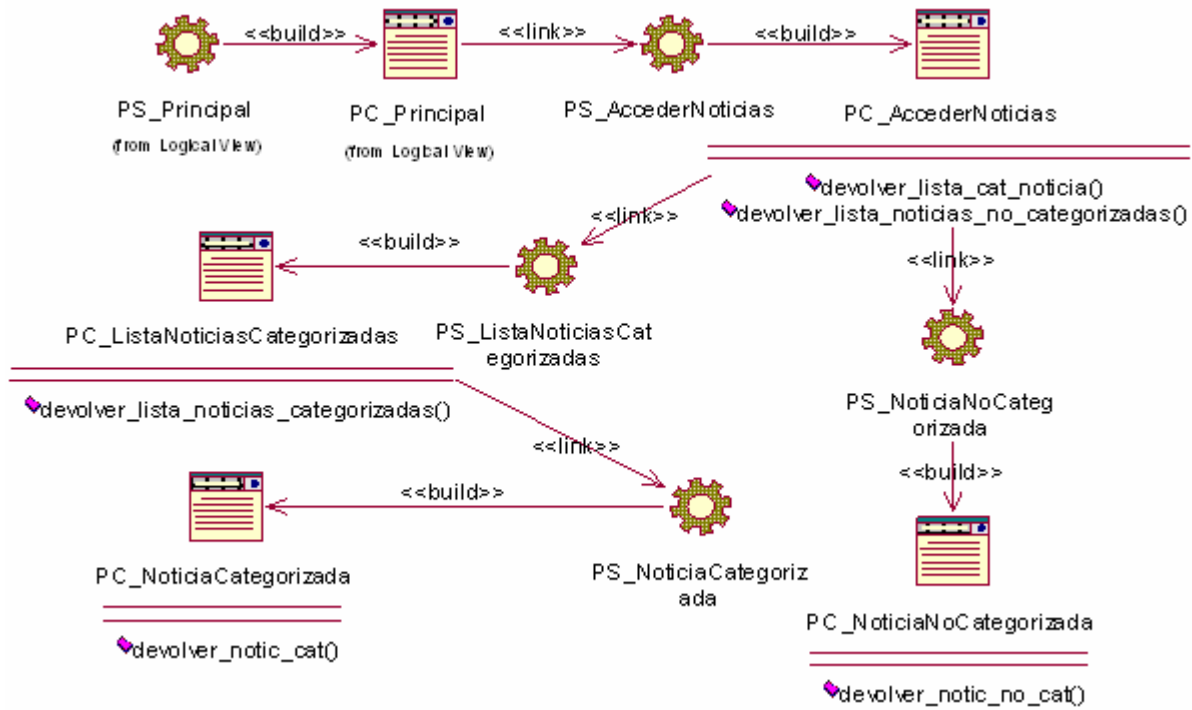 <<build>>
<<link>>
<<build>>
PS_Principal
(from Logical View)
PC_Principal
(from Logical View)
PS_AccederNoticias
PC_AccederNoticias
devolver_lista_cat_noticia()
devolver_lista_noticias_no_categorizadas()
<<link>>
<<build>>
<<link>>
PC_ListaNoticiasCategorizadas
PS_ListaNoticiasCat
egorizadas
devolver_lista_noticias_categorizadas()
PS_NoticiaNoCateg
orizada
<<link>>
<<build>>
<<build>>
PC_NoticiaCategorizada
PS_NoticiaCategoriz
ada
devolver_notic_cat()
PC_NoticiaNoCategorizada
devolver_notic_no_cat()